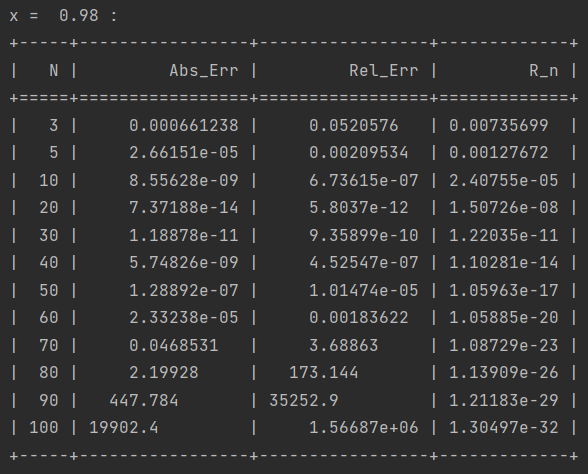 x =  0.98 :
+-----+-----------------+-----------------+-------------+
|   N |         Abs_Err |         Rel_Err |         R_n |
+=====+=================+=================+=============+
|   3 |     0.000661238 |     0.0520576   | 0.00735699  |
|   5 |     2.66151e-05 |     0.00209534  | 0.00127672  |
|  10 |     8.55628e-09 |     6.73615e-07 | 2.40755e-05 |
|  20 |     7.37188e-14 |     5.8037e-12  | 1.50726e-08 |
|  30 |     1.18878e-11 |     9.35899e-10 | 1.22035e-11 |
|  40 |     5.74826e-09 |     4.52547e-07 | 1.10281e-14 |
|  50 |     1.28892e-07 |     1.01474e-05 | 1.05963e-17 |
|  60 |     2.33232e-05 |     0.00183622  | 1.05885e-20 |
|  70 |     0.0468531   |     3.68863     | 1.08729e-23 |
|  80 |     2.19928     |   173.144       | 1.13909e-26 |
|  90 |   447.784       | 35252.9         | 1.21183e-29 |
| 100 | 19902.4         |     1.56687e+06 | 1.30497e-32 |
+-----+-----------------+-----------------+-------------+